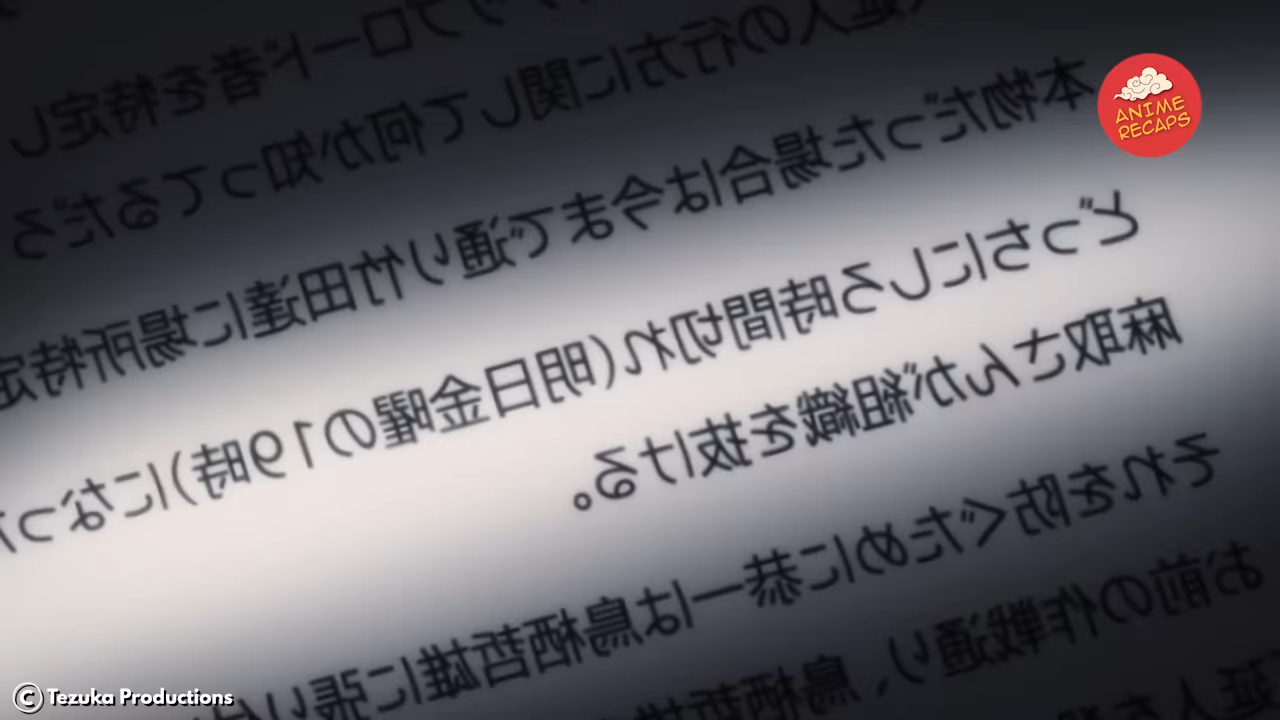 ップロード者を特定し
人の行方に関して何か知ってるだろ
本物だった場合は今まで通り竹田達に場所特定
どっちにしろ時間切れ(明日金曜の19時)になっ
麻取さんが組織を抜ける。
それを防ぐために恭一は鳥栖哲雄に張り
お前の作戦通り、鳥栖哲雄
ANIME
RECAPS
© Tezuka Productions